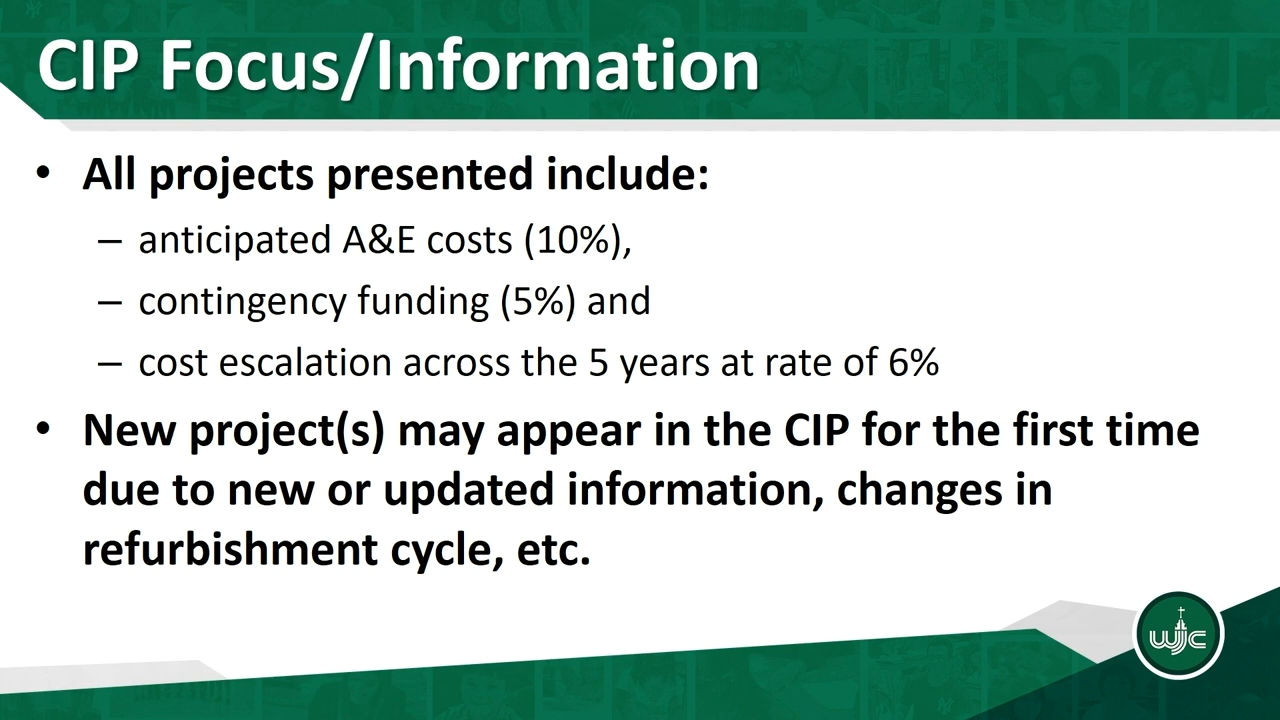 CIP Focus/Information
• All projects presented include:
– anticipated A&E costs (10%),
– contingency funding (5%) and
– cost escalation across the 5 years at rate of 6%
• New project(s) may appear in the CIP for the first time
due to new or updated information, changes in
refurbishment cycle, etc.
WJCC